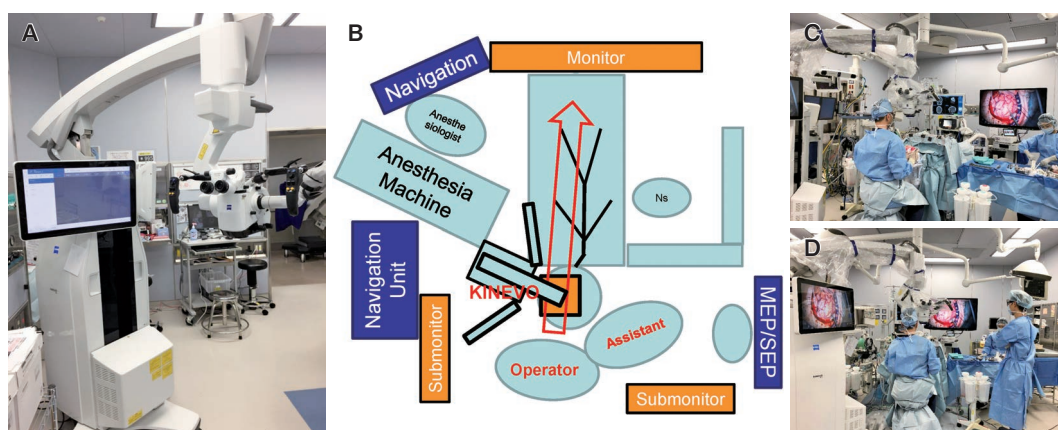 A
B
Monitor
Navigation
Anesthe
siologist
Anesthesia
Machine
Ns
Navigation
Unit
KINEVO
Submonitor
Assistant
Operator
MEP/SEP
Submonitor
C
D